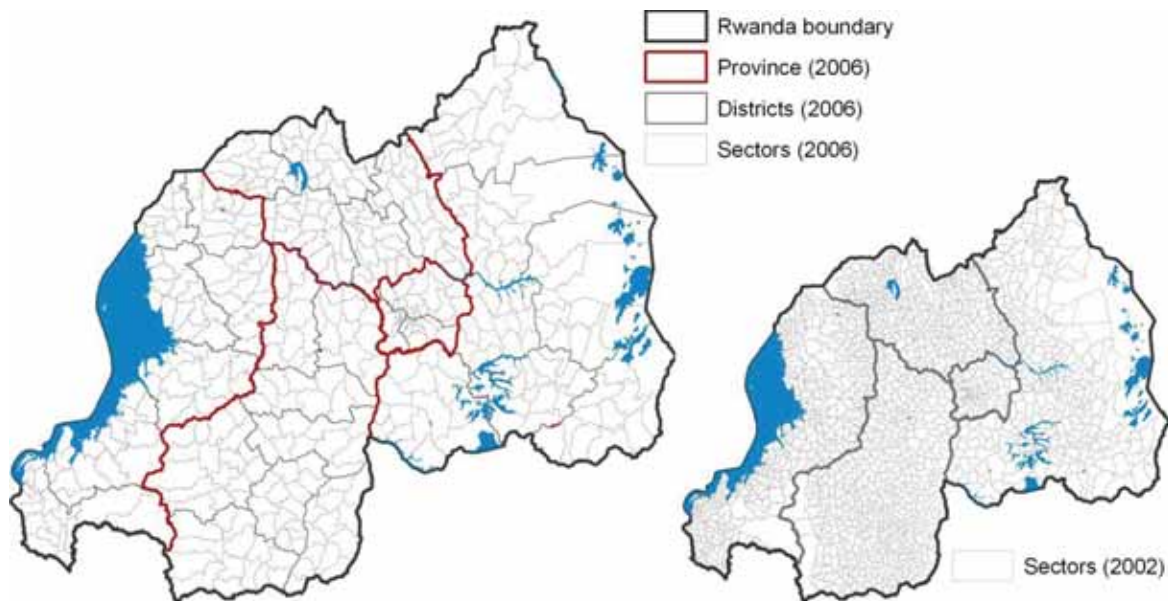 Rwanda boundary
Province (2006)
Districts (2006)
Sectors (2006)
Sectors (2002)